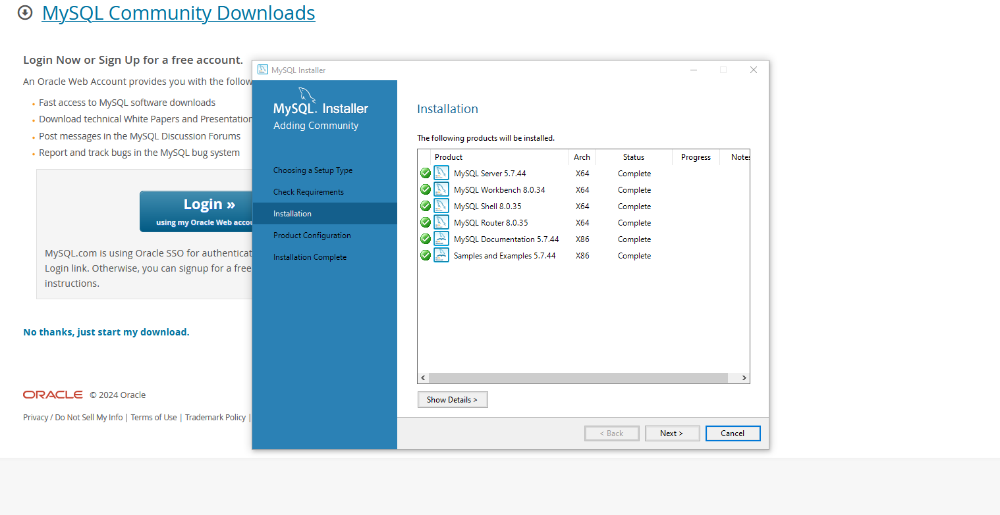 MySQL Community Downloads
Login Now or Sign Up for a free account.
An Oracle Web Account provides you with the follow
Fast access to MySQL software downloads
Download technical White Papers and Presentation
Post messages in the MySQL Discussion Forums
Report and track bugs in the MySQL bug system
Login »
using my Oracle Web accou
MySQL.com is using Oracle SSO for authenticat
Login link. Otherwise, you can signup for a free
instructions.
No thanks, just start my download.
ORACLE © 2024 Oracle
Privacy / Do Not Sell My Info | Terms of Use | Trademark Policy |
MySQL Installer
MySQL. Installer
Adding Community
Choosing a Setup Type
Check Requirements
Installation
Product Configuration
Installation Complete
Installation
The following products will be installed.
Product Arch Status Progress Notes
MySQL Server 5.7.44 X64 Complete
MySQL Workbench 8.0.34 X64 Complete
MySQL Shell 8.0.35 X64 Complete
MySQL Router 8.0.35 X64 Complete
MySQL Documentation 5.7.44 X86 Complete
Samples and Examples 5.7.44 X86 Complete
Show Details >
< Back Next > Cancel